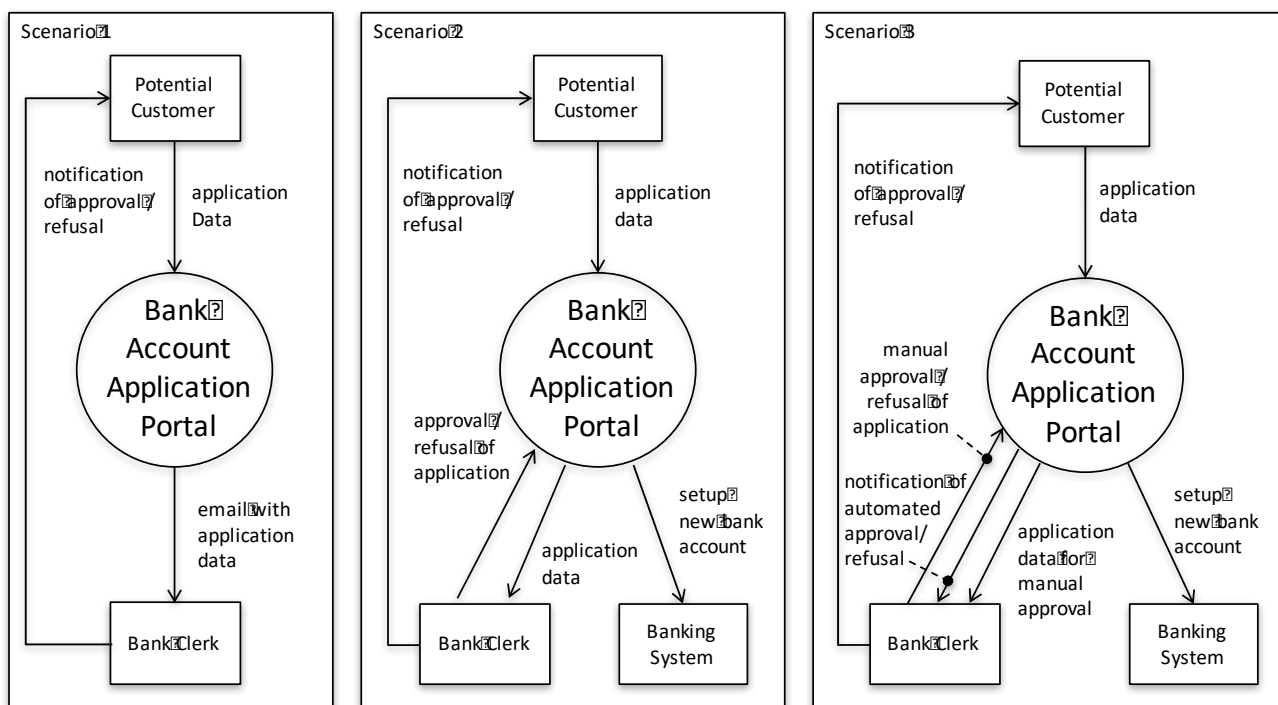 Scenario⍰1
Potential
Customer
notification
of⍰approval⍰/
refusal
application
Data
Bank⍰
Account
Application
Portal
email⍰with
application
data
Bank⍰Clerk
Scenario⍰2
Potential
Customer
notification
of⍰approval⍰/
refusal
application
data
Bank⍰
Account
Application
Portal
approval⍰/
refusal⍰of
application
application
data
setup⍰
new⍰bank
account
Bank⍰Clerk
Banking
System
Scenario⍰3
Potential
Customer
notification
of⍰approval⍰/
refusal
application
data
Bank⍰
Account
Application
Portal
manual
approval⍰/
refusal⍰of
application
notification⍰of
automated
approval/
refusal
application
data⍰for⍰
manual
approval
setup⍰
new⍰bank
account
Bank⍰Clerk
Banking
System